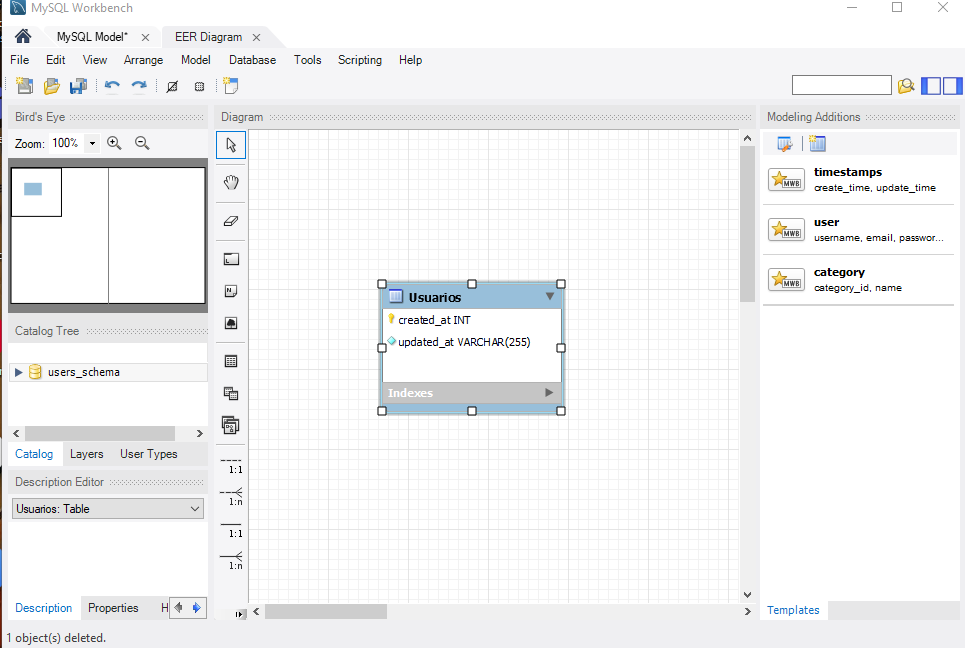 MySQL Workbench
MySQL Model*
EER Diagram
File Edit View Arrange Model Database Tools Scripting Help
Bird's Eye
Zoom: 100%
Diagram
Modeling Additions
timestamps
create_time, update_time
user
username, email, passwor...
category
category_id, name
Usuarios
created_at INT
updated_at VARCHAR(255)
Indexes
Catalog Tree
users_schema
Catalog Layers User Types
Description Editor
Usuarios: Table
Description Properties H
1:1
1:n
1:1
1:n
Templates
1 object(s) deleted.